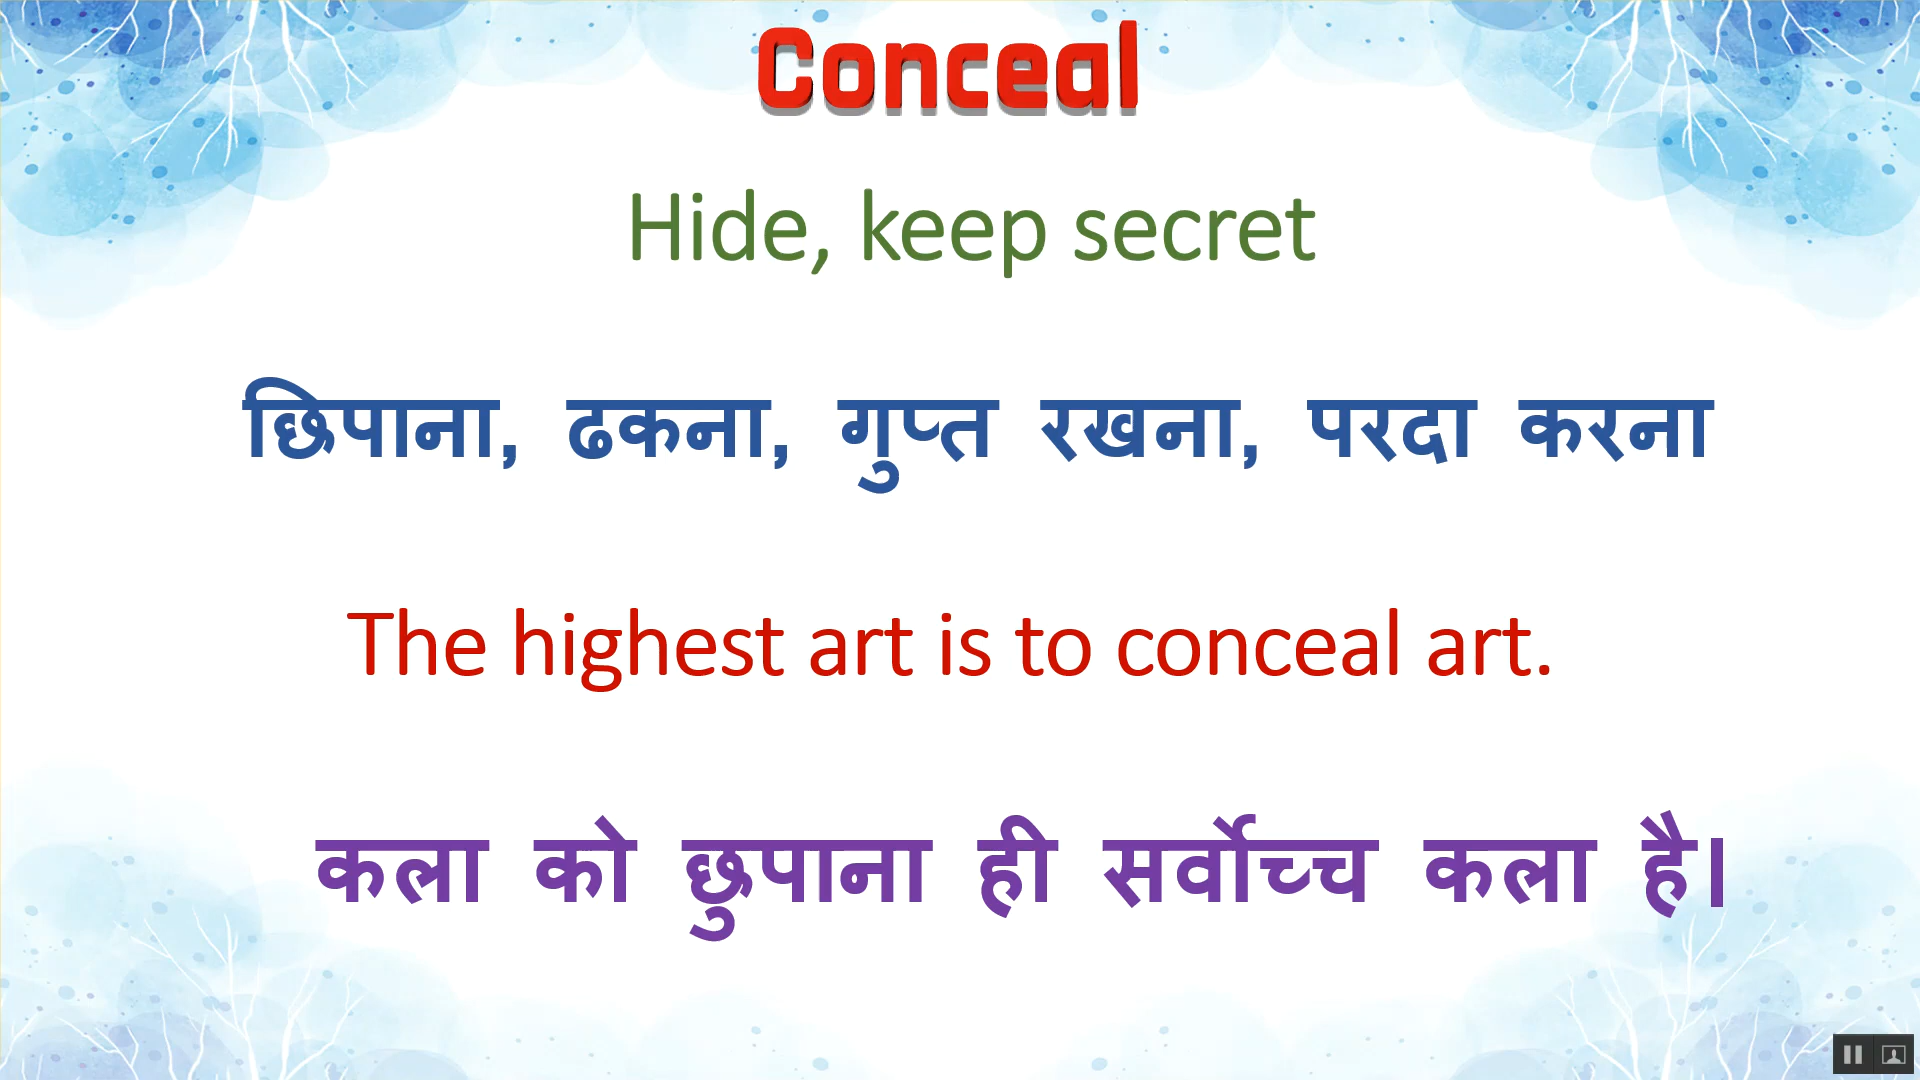 Conceal
Hide, keep secret
छिपाना, ढकना, गुप्त रखना, परदा करना
The highest art is to conceal art.
कला को छुपाना ही सर्वोच्च कला है।